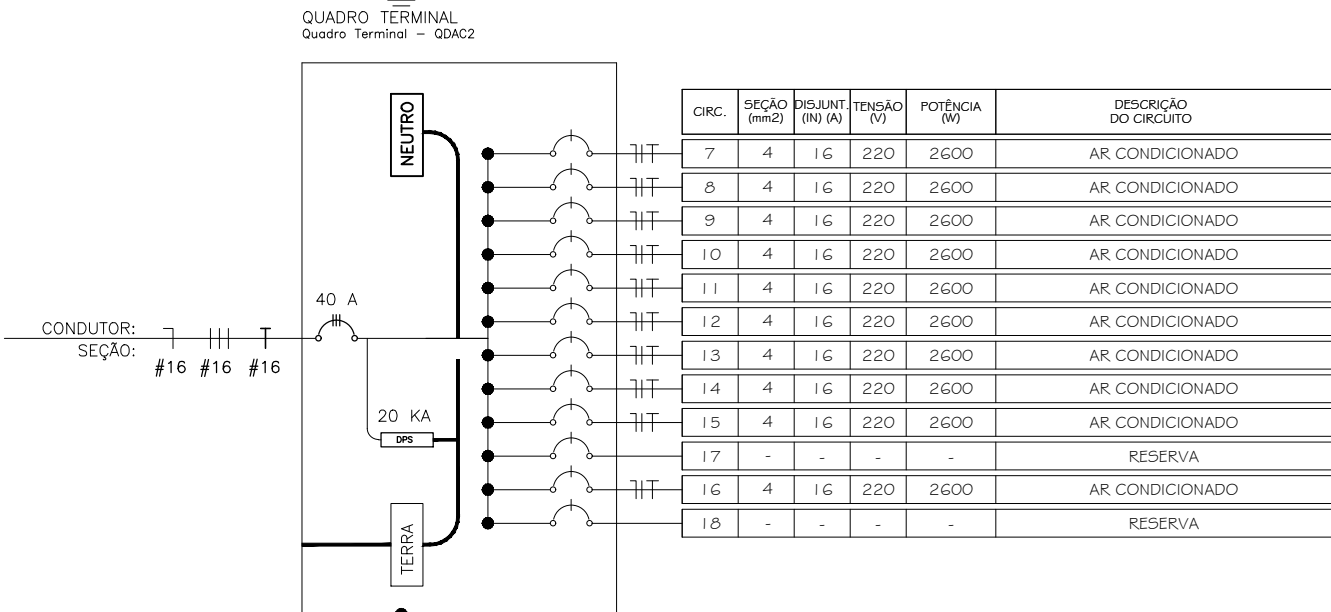 QUADRO TERMINAL
Quadro Terminal - QDAC2
NEUTRO
40 A
CONDUTOR:
SEÇÃO:
#16 #16 #16
20 KA
DPS
TERRA
CIRC. SEÇÃO (mm2) DISJUNT. (IN) (A) TENSÃO (V) POTÊNCIA (W) DESCRIÇÃO DO CIRCUITO
7 4 16 220 2600 AR CONDICIONADO
8 4 16 220 2600 AR CONDICIONADO
9 4 16 220 2600 AR CONDICIONADO
10 4 16 220 2600 AR CONDICIONADO
11 4 16 220 2600 AR CONDICIONADO
12 4 16 220 2600 AR CONDICIONADO
13 4 16 220 2600 AR CONDICIONADO
14 4 16 220 2600 AR CONDICIONADO
15 4 16 220 2600 AR CONDICIONADO
17 - - - - RESERVA
16 4 16 220 2600 AR CONDICIONADO
18 - - - - RESERVA